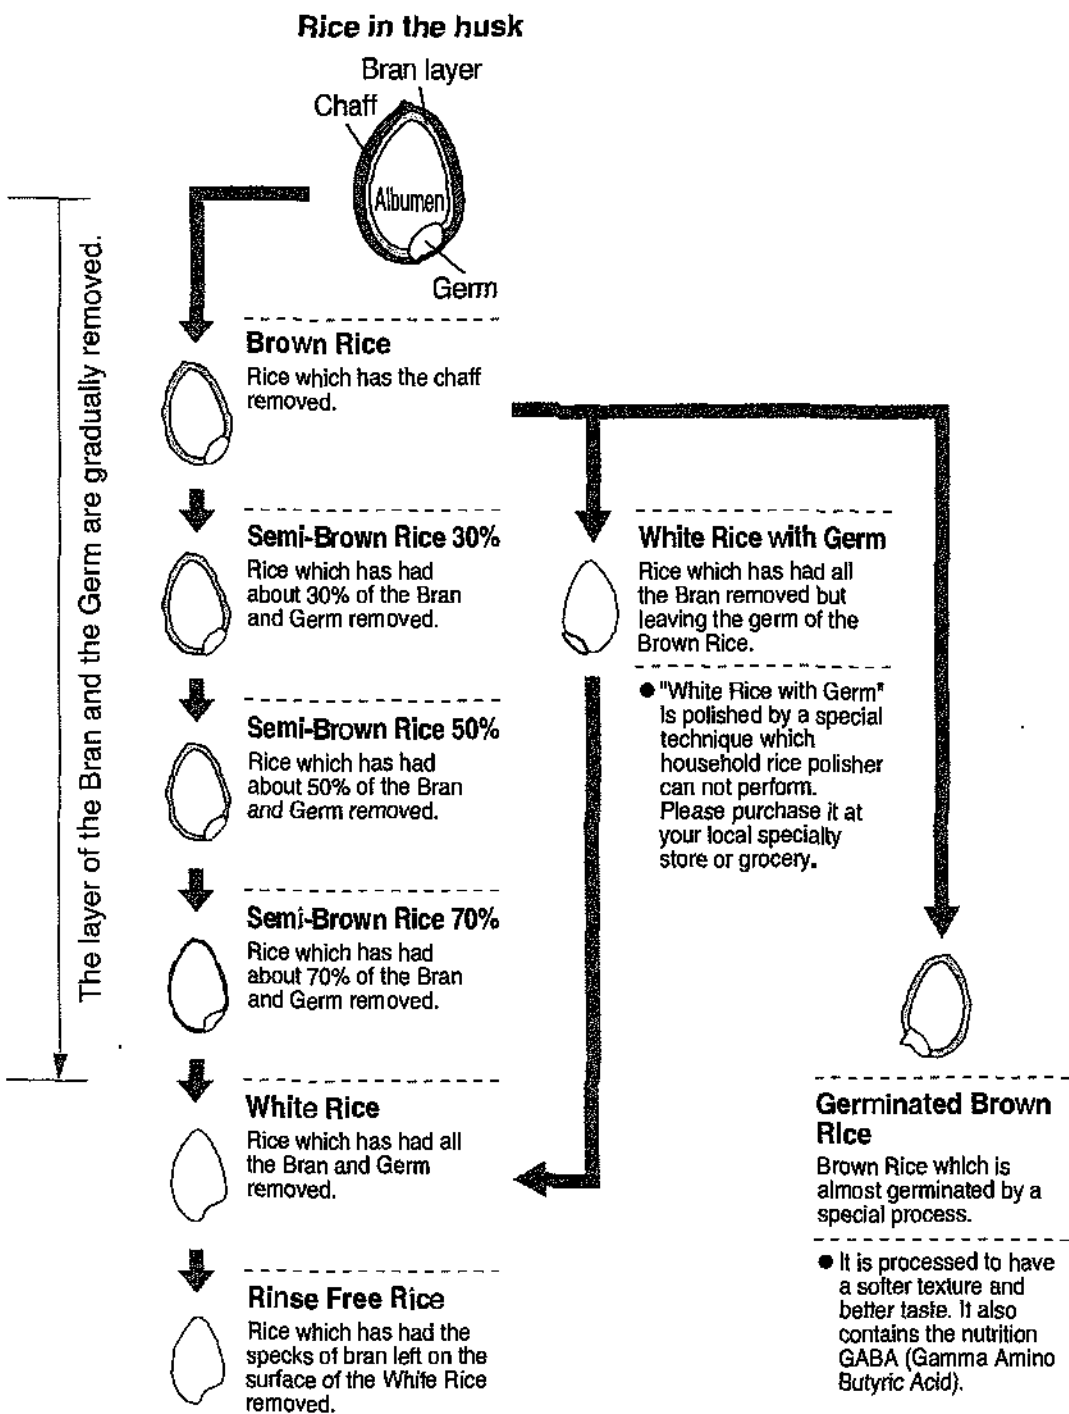 Rice in the husk
Bran layer
Chaff
Albumen
Germ
The layer of the Bran and the Germ are gradually removed.
Brown Rice
Rice which has the chaff
removed.
Semi-Brown Rice 30%
Rice which has had
about 30% of the Bran
and Germ removed.
Semi-Brown Rice 50%
Rice which has had
about 50% of the Bran
and Germ removed.
Semi-Brown Rice 70%
Rice which has had
about 70% of the Bran
and Germ removed.
White Rice
Rice which has had all
the Bran and Germ
removed.
Rinse Free Rice
Rice which has had the
specks of bran left on the
surface of the White Rice
removed.
White Rice with Germ
Rice which has had all
the Bran removed but
leaving the germ of the
Brown Rice.
● "White Rice with Germ"
is polished by a special
technique which
household rice polisher
can not perform.
Please purchase it at
your local specialty
store or grocery.
Germinated Brown
Rice
Brown Rice which is
almost germinated by a
special process.
● It is processed to have
a softer texture and
better taste. It also
contains the nutrition
GABA (Gamma Amino
Butyric Acid).